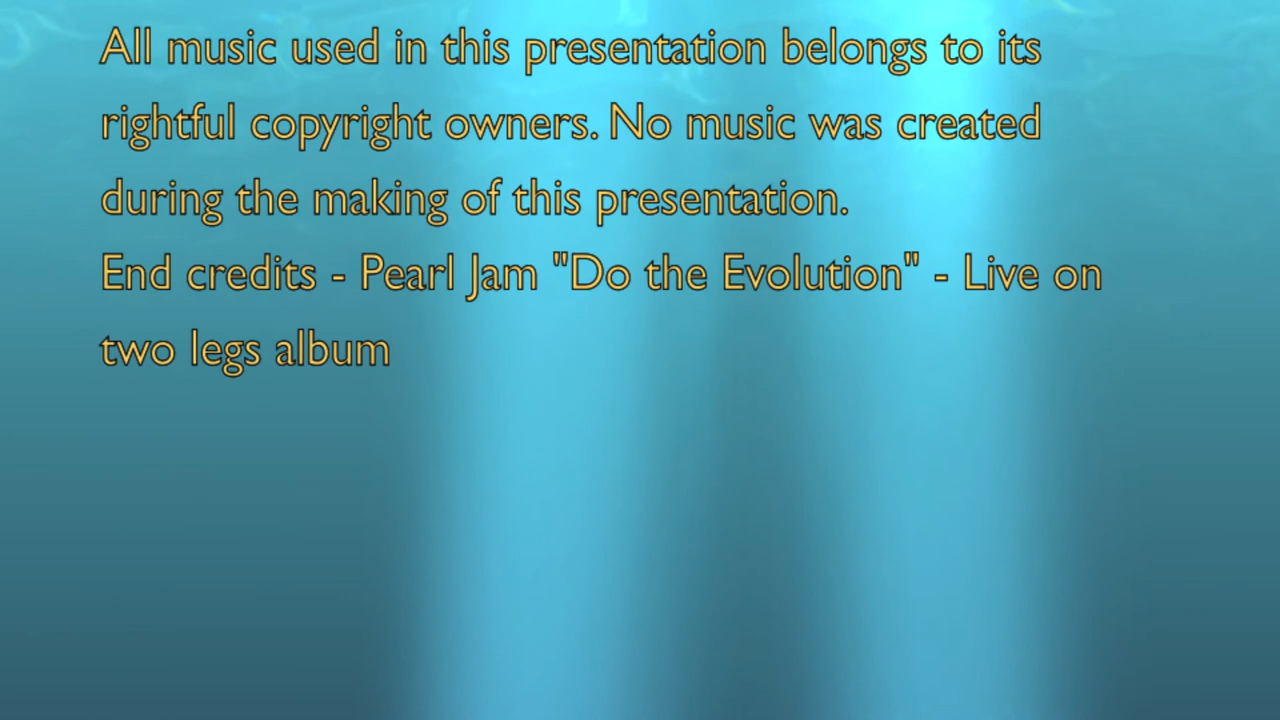 All music used in this presentation belongs to its
rightful copyright owners. No music was created
during the making of this presentation.
End credits - Pearl Jam "Do the Evolution" - Live on
two legs album